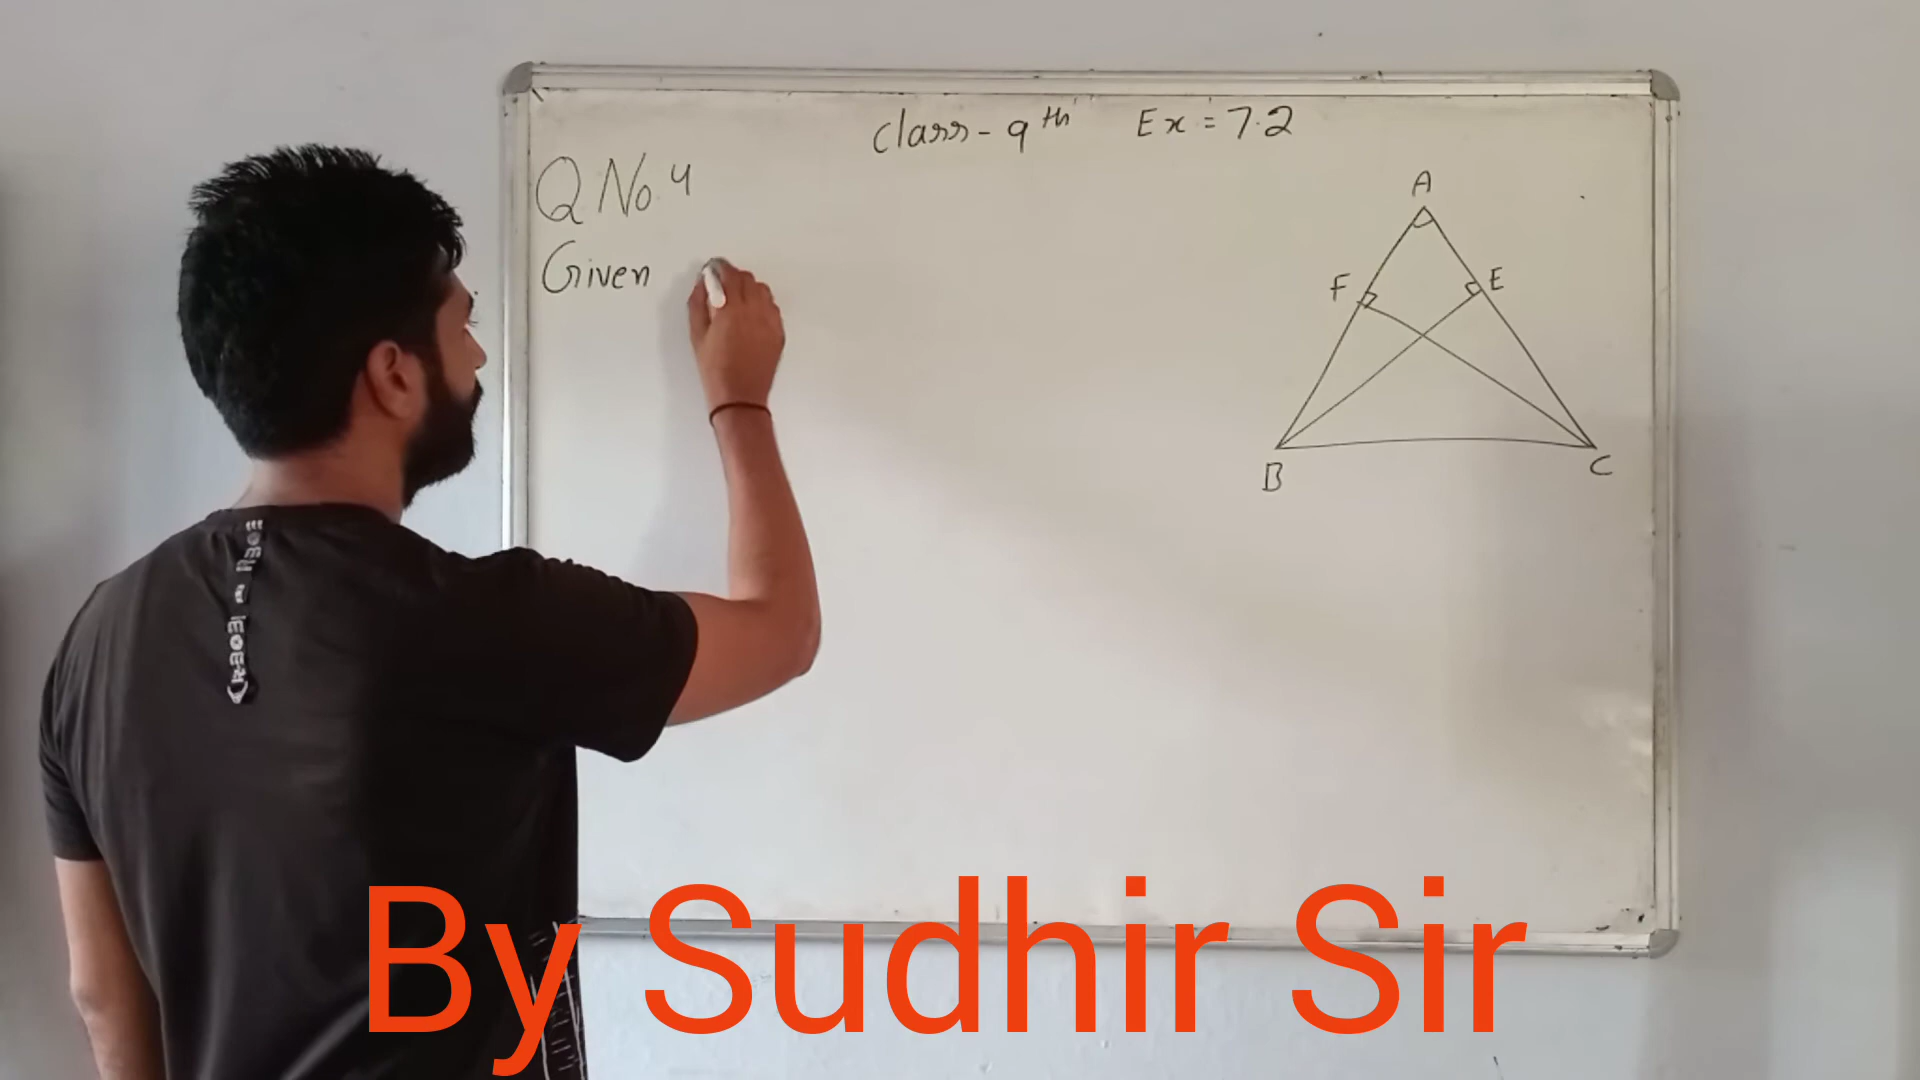 Class - 9th Ex = 7.2
Q No. 4
Given
A
F
E
B
C
By Sudhir Sir